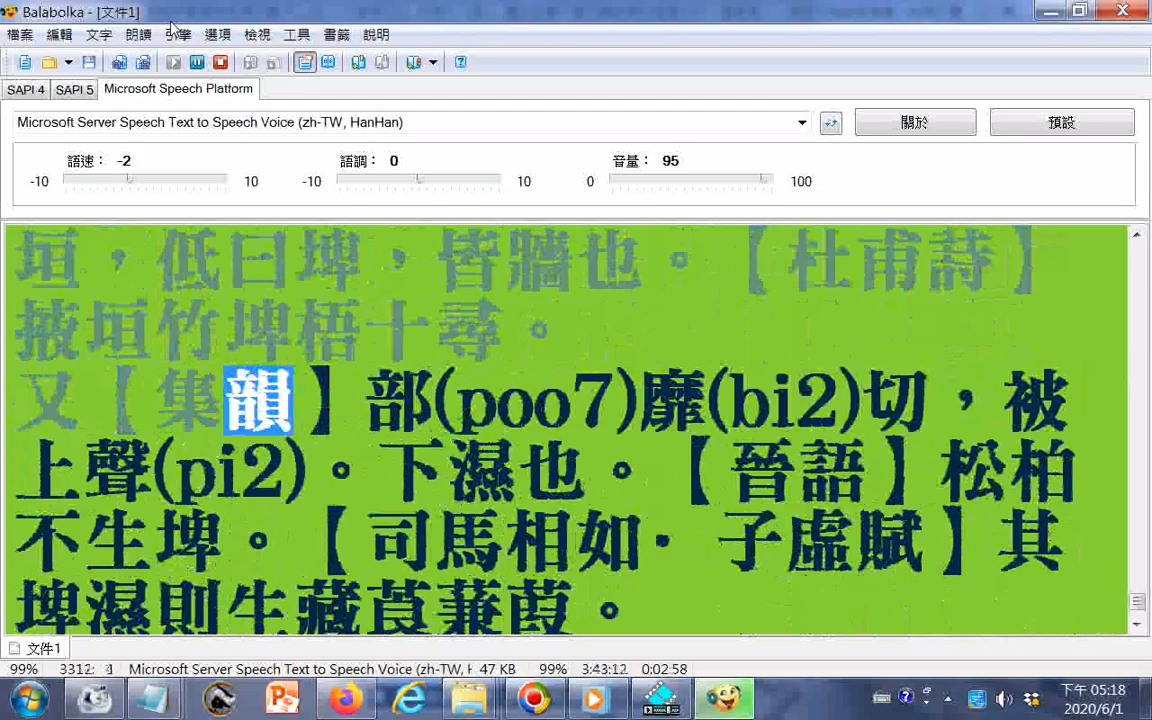 Balabolka - [文件1]
檔案 編輯 文字 朗讀 引擎 選項 檢視 工具 書籤 說明
SAPI 4 SAPI 5 Microsoft Speech Platform
Microsoft Server Speech Text to Speech Voice (zh-TW, HanHan) 關於 預設
語速： -2 語調： 0 音量： 95
-10 10 -10 10 0 100
垣，低曰埤，皆牆也。【杜甫詩】
掖垣竹埤梧十尋。
又【集韻】部(poo7)靡(bi2)切，被
上聲(pi2)。下濕也。【晉語】松柏
不生埤。【司馬相如·子虛賦】其
埤濕則生藏莨蒹葭。
文件1
99% 3312: 4 Microsoft Server Speech Text to Speech Voice (zh-TW, H 47 KB 99% 3:43:12 0:02:58
下午 05:18
2020/6/1